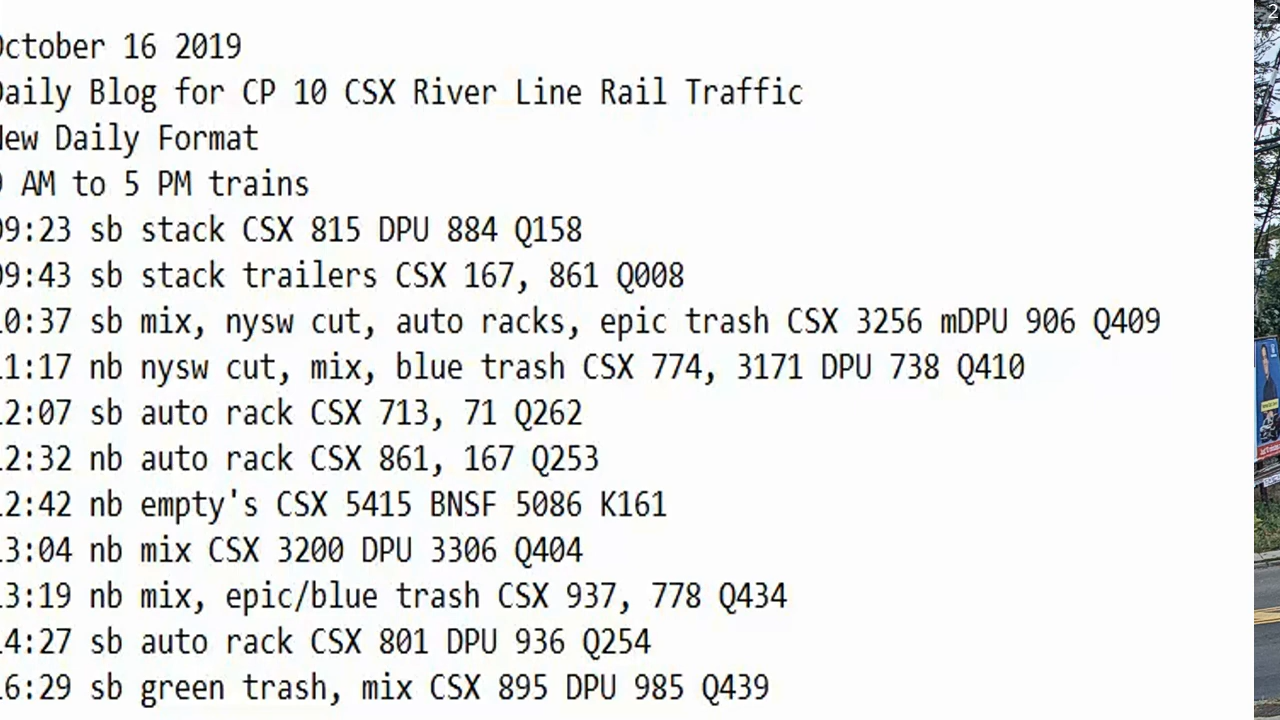 October 16 2019
Daily Blog for CP 10 CSX River Line Rail Traffic
New Daily Format
9 AM to 5 PM trains
09:23 sb stack CSX 815 DPU 884 Q158
09:43 sb stack trailers CSX 167, 861 Q008
10:37 sb mix, nysw cut, auto racks, epic trash CSX 3256 mDPU 906 Q409
11:17 nb nysw cut, mix, blue trash CSX 774, 3171 DPU 738 Q410
12:07 sb auto rack CSX 713, 71 Q262
12:32 nb auto rack CSX 861, 167 Q253
12:42 nb empty's CSX 5415 BNSF 5086 K161
13:04 nb mix CSX 3200 DPU 3306 Q404
13:19 nb mix, epic/blue trash CSX 937, 778 Q434
14:27 sb auto rack CSX 801 DPU 936 Q254
16:29 sb green trash, mix CSX 895 DPU 985 Q439
2